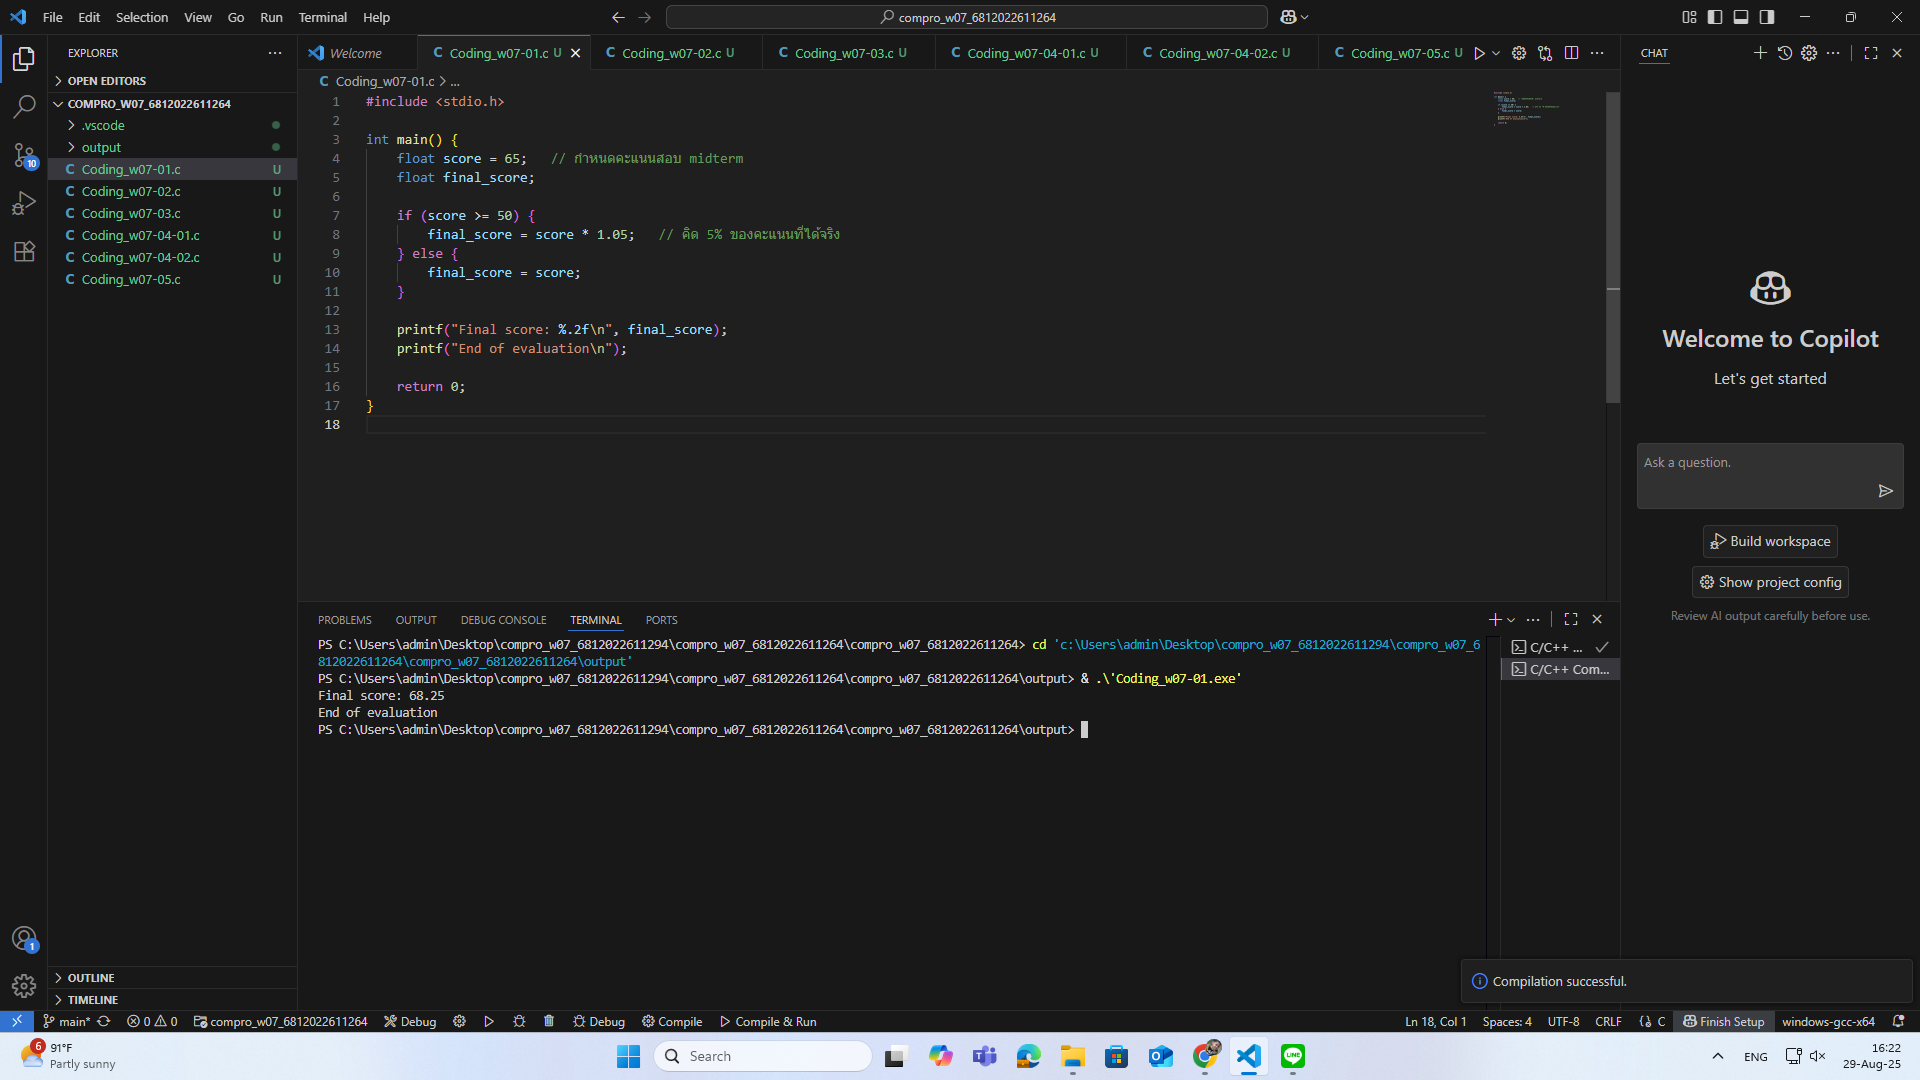 File Edit Selection View Go Run Terminal Help
compro_w07_6812022611264
EXPLORER
OPEN EDITORS
COMPRO_W07_6812022611264
.vscode
output
C Coding_w07-01.c U
C Coding_w07-02.c U
C Coding_w07-03.c U
C Coding_w07-04-01.c U
C Coding_w07-04-02.c U
C Coding_w07-05.c U
10
1
OUTLINE
TIMELINE
Welcome C Coding_w07-01.c U C Coding_w07-02.c U C Coding_w07-03.c U C Coding_w07-04-01.c U C Coding_w07-04-02.c U C Coding_w07-05.c U
C Coding_w07-01.c > ...
1 #include <stdio.h>
2
3 int main() {
4 float score = 65; // กำหนดคะแนนสอบ midterm
5 float final_score;
6
7 if (score >= 50) {
8 final_score = score * 1.05; // คิด 5% ของคะแนนที่ได้จริง
9 } else {
10 final_score = score;
11 }
12
13 printf("Final score: %.2f\n", final_score);
14 printf("End of evaluation\n");
15
16 return 0;
17 }
18
PROBLEMS OUTPUT DEBUG CONSOLE TERMINAL PORTS
PS C:\Users\admin\Desktop\compro_w07_6812022611294\compro_w07_6812022611264\compro_w07_6812022611264> cd 'c:\Users\admin\Desktop\compro_w07_6812022611294\compro_w07_6
812022611264\compro_w07_6812022611264\output'
PS C:\Users\admin\Desktop\compro_w07_6812022611294\compro_w07_6812022611264\compro_w07_6812022611264\output> & .\'Coding_w07-01.exe'
Final score: 68.25
End of evaluation
PS C:\Users\admin\Desktop\compro_w07_6812022611294\compro_w07_6812022611264\compro_w07_6812022611264\output>
C/C++ ...
C/C++ Com...
CHAT
Welcome to Copilot
Let's get started
Ask a question.
Build workspace
Show project config
Review AI output carefully before use.
Compilation successful.
main* 0 0 compro_w07_6812022611264 Debug Debug Compile Compile & Run
Ln 18, Col 1 Spaces: 4 UTF-8 CRLF {} C Finish Setup windows-gcc-x64
6
91°F
Partly sunny
Search
LINE
ENG
16:22
29-Aug-25